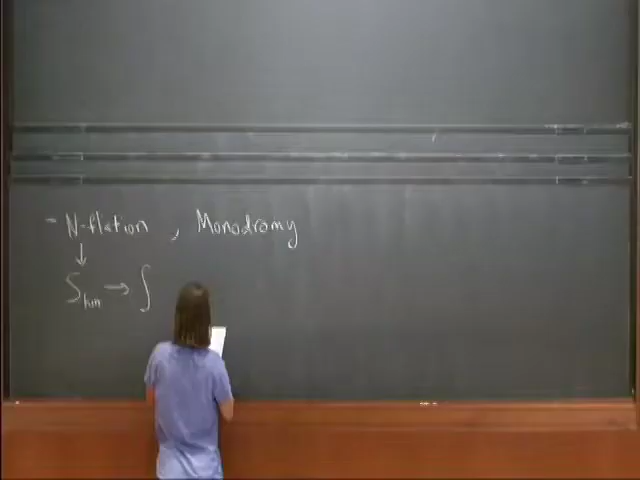 - N-flation , Monodromy
↓
S_kin → ∫